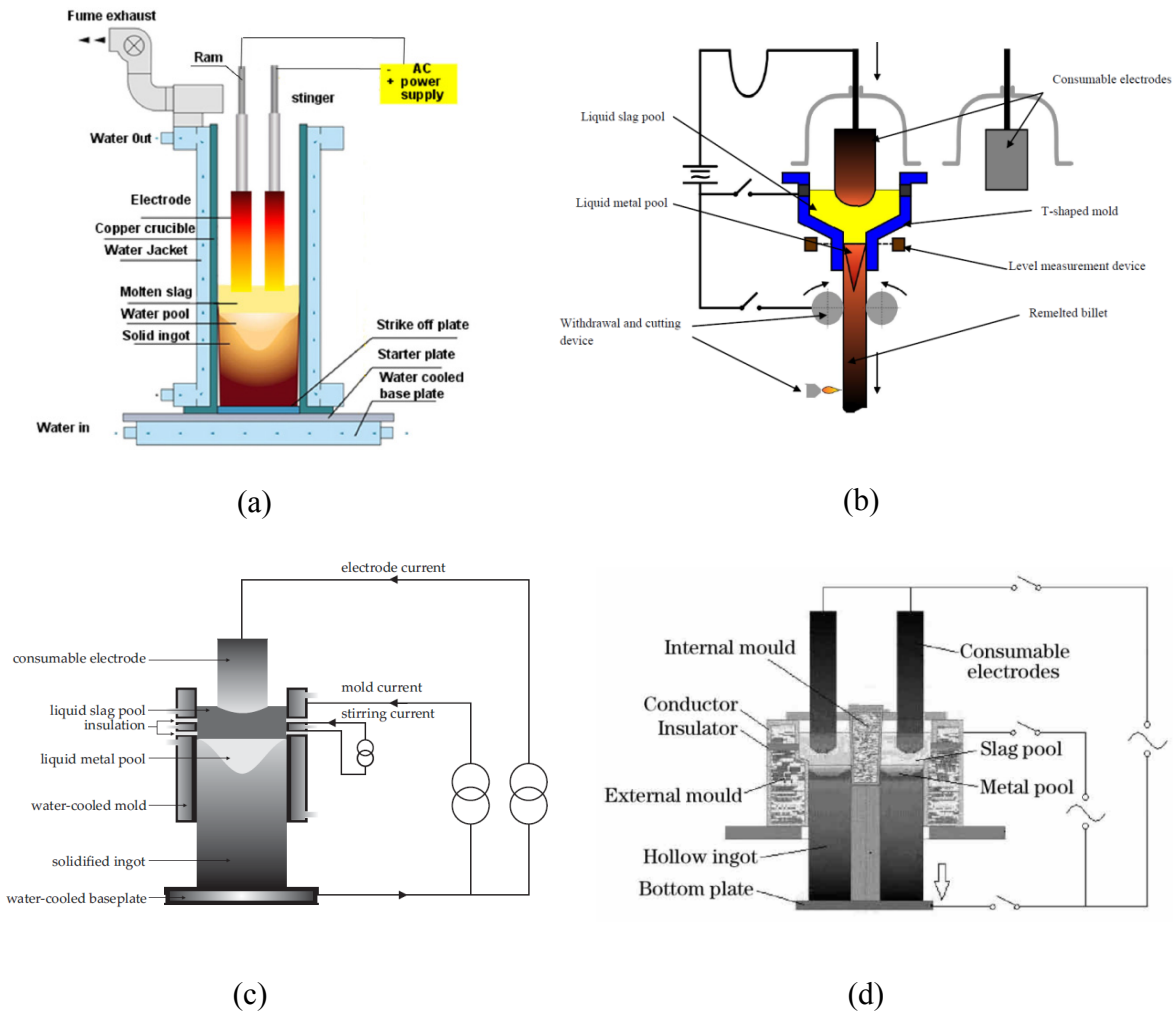 Fume exhaust
Ram
- AC
+ power
supply
stinger
Water 0ut
Electrode
Copper crucible
Water Jacket
Molten slag
Water pool
Solid ingot
Strike off plate
Starter plate
Water cooled
base plate
Water in
(a)
Consumable electrodes
Liquid slag pool
Liquid metal pool
T-shaped mold
Level measurement device
Withdrawal and cutting
device
Remelted billet
(b)
electrode current
consumable electrode
mold current
liquid slag pool
stirring current
insulation
liquid metal pool
water-cooled mold
solidified ingot
water-cooled baseplate
(c)
Internal mould
Consumable
electrodes
Conductor
Insulator
Slag pool
Metal pool
External mould
Hollow ingot
Bottom plate
(d)